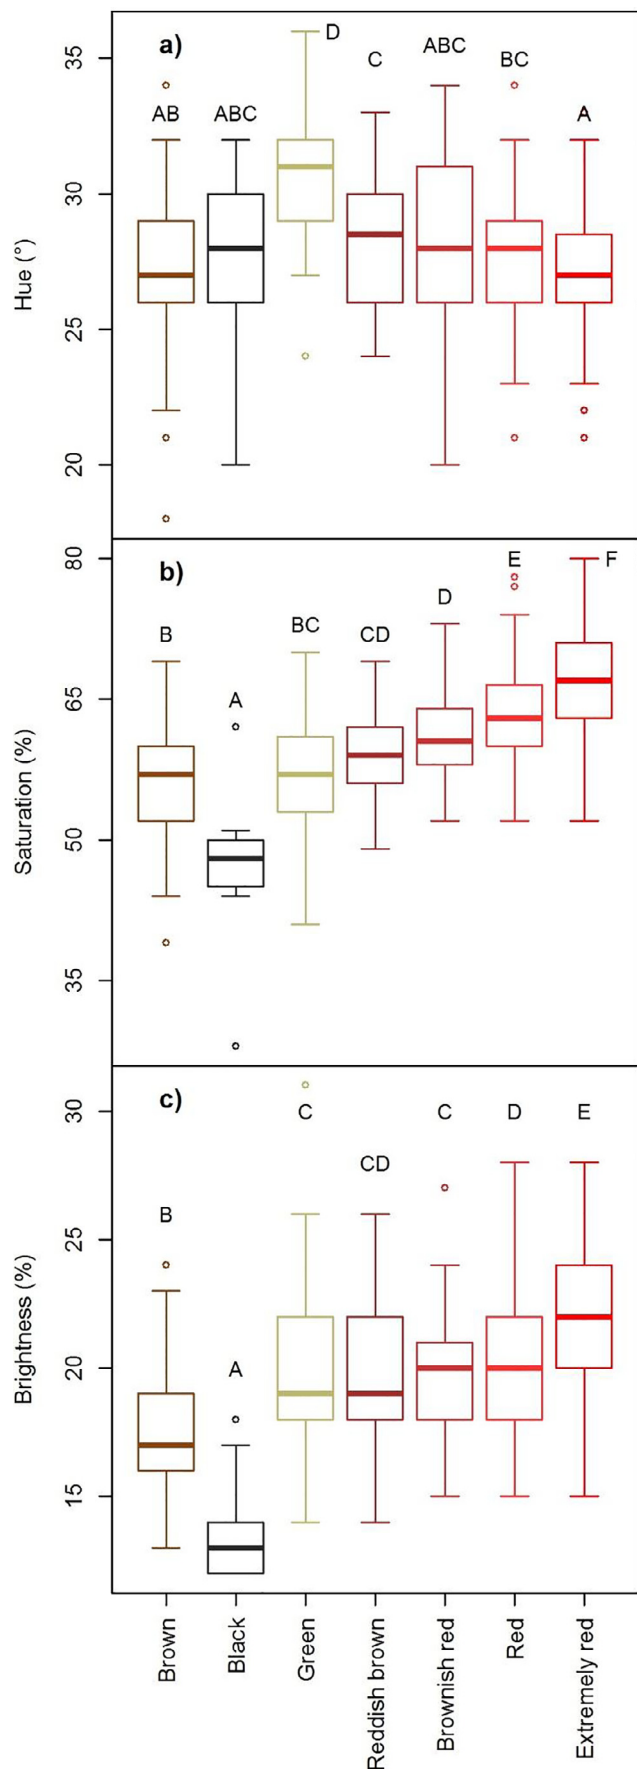 a)
D
ABC
C
BC
AB
ABC
A
35
30
25
20
Hue (°)
b)
E
F
D
BC
CD
B
A
80
65
50
35
Saturation (%)
c)
C
C
D
E
CD
B
A
30
25
20
15
Brightness (%)
Brown
Black
Green
Reddish brown
Brownish red
Red
Extremely red